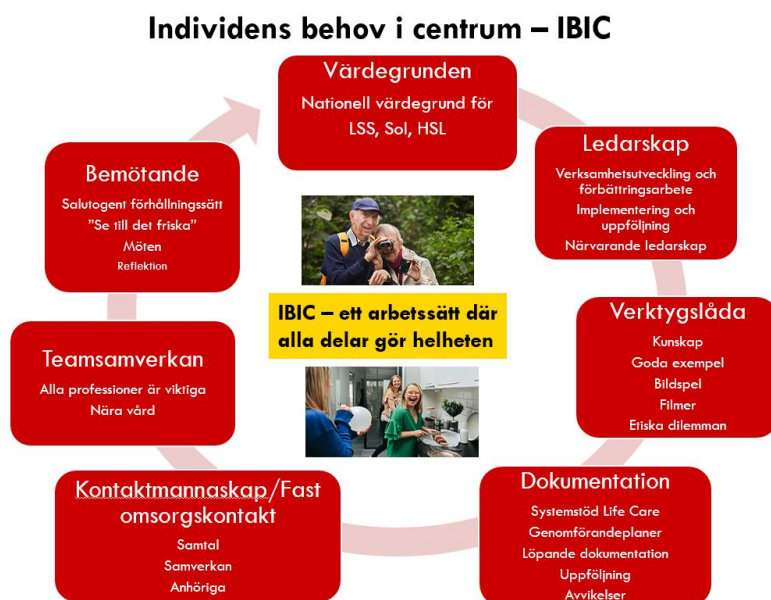 Individens behov i centrum – IBIC
Värdegrunden
Nationell värdegrund för
LSS, Sol, HSL
Ledarskap
Verksamhetsutveckling och
förbättringsarbete
Implementering och
uppföljning
Närvarande ledarskap
Verktygslåda
Kunskap
Goda exempel
Bildspel
Filmer
Etiska dilemman
Dokumentation
Systemstöd Life Care
Genomförandeplaner
Löpande dokumentation
Uppföljning
Avvikelser
Kontaktmannaskap/Fast
omsorgskontakt
Samtal
Samverkan
Anhöriga
Teamsamverkan
Alla professioner är viktiga
Nära vård
Bemötande
Salutogent förhållningssätt
”Se till det friska”
Möten
Reflektion
IBIC – ett arbetssätt där
alla delar gör helheten